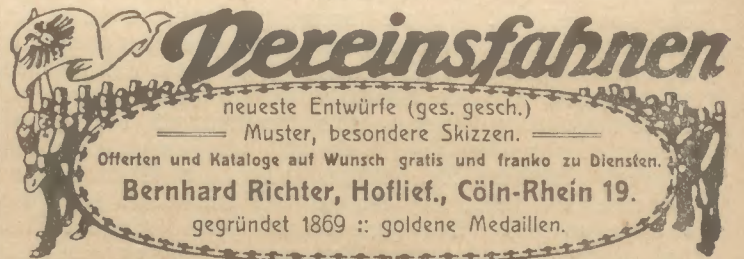 Vereinsfahnen
neueste Entwürfe (ges. gesch.)
Muster, besondere Skizzen.
Offerten und Kataloge auf Wunsch gratis und franko zu Diensten.
Bernhard Richter, Hoflief., Cöln-Rhein 19.
gegründet 1869 :: goldene Medaillen.